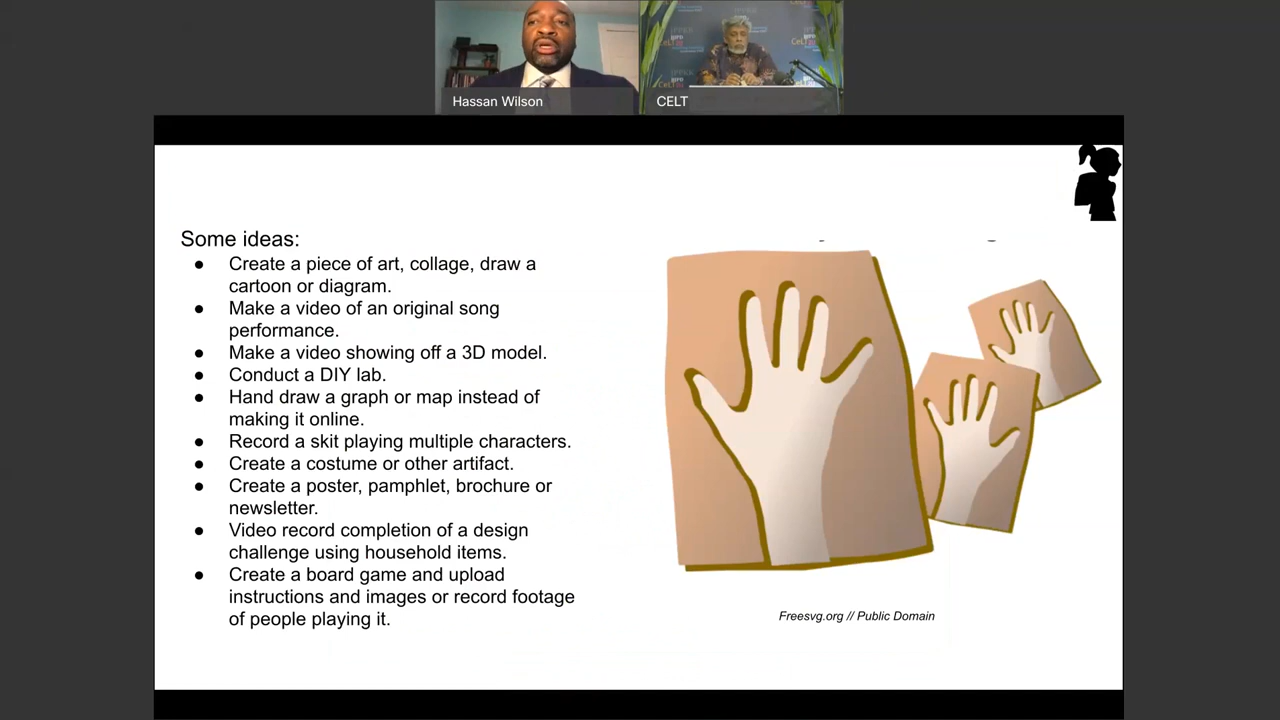 Hassan Wilson
CELT
Some ideas:
● Create a piece of art, collage, draw a
cartoon or diagram.
● Make a video of an original song
performance.
● Make a video showing off a 3D model.
● Conduct a DIY lab.
● Hand draw a graph or map instead of
making it online.
● Record a skit playing multiple characters.
● Create a costume or other artifact.
● Create a poster, pamphlet, brochure or
newsletter.
● Video record completion of a design
challenge using household items.
● Create a board game and upload
instructions and images or record footage
of people playing it.
Freesvg.org // Public Domain